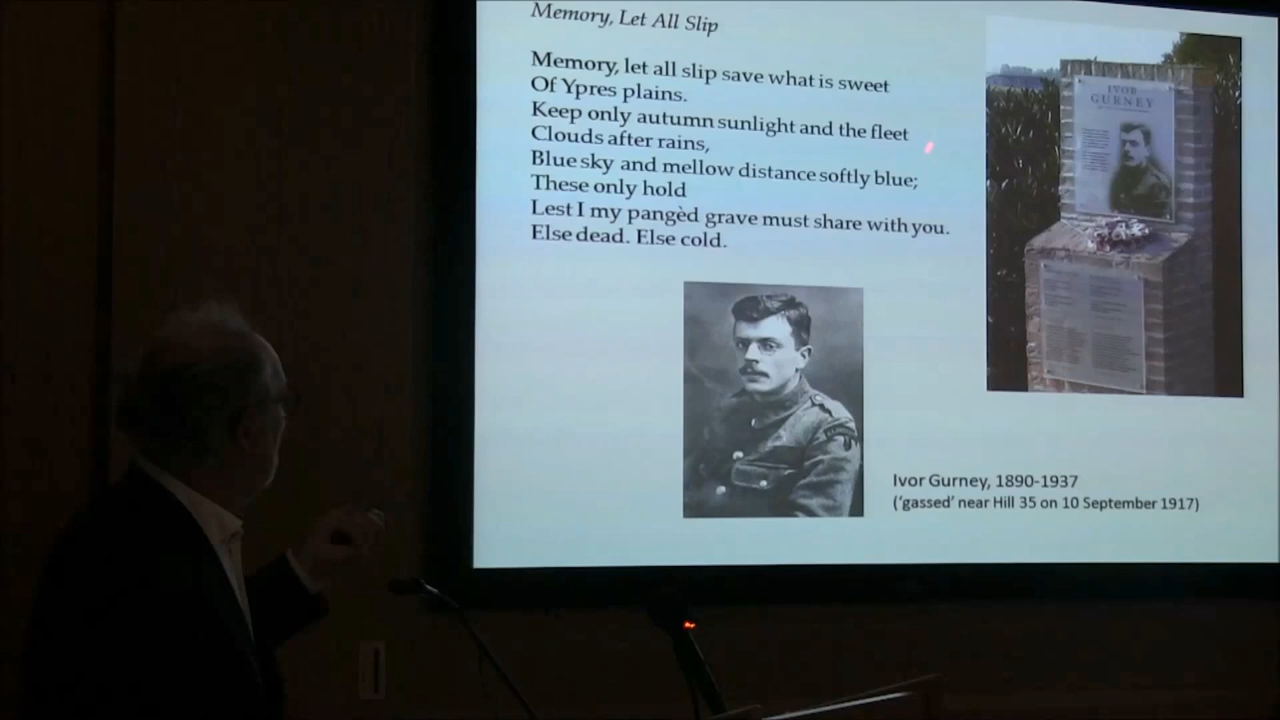 Memory, Let All Slip
Memory, let all slip save what is sweet
Of Ypres plains.
Keep only autumn sunlight and the fleet
Clouds after rains,
Blue sky and mellow distance softly blue;
These only hold
Lest I my pangèd grave must share with you.
Else dead. Else cold.
IVOR
GURNEY
Ivor Gurney, 1890-1937
('gassed' near Hill 35 on 10 September 1917)